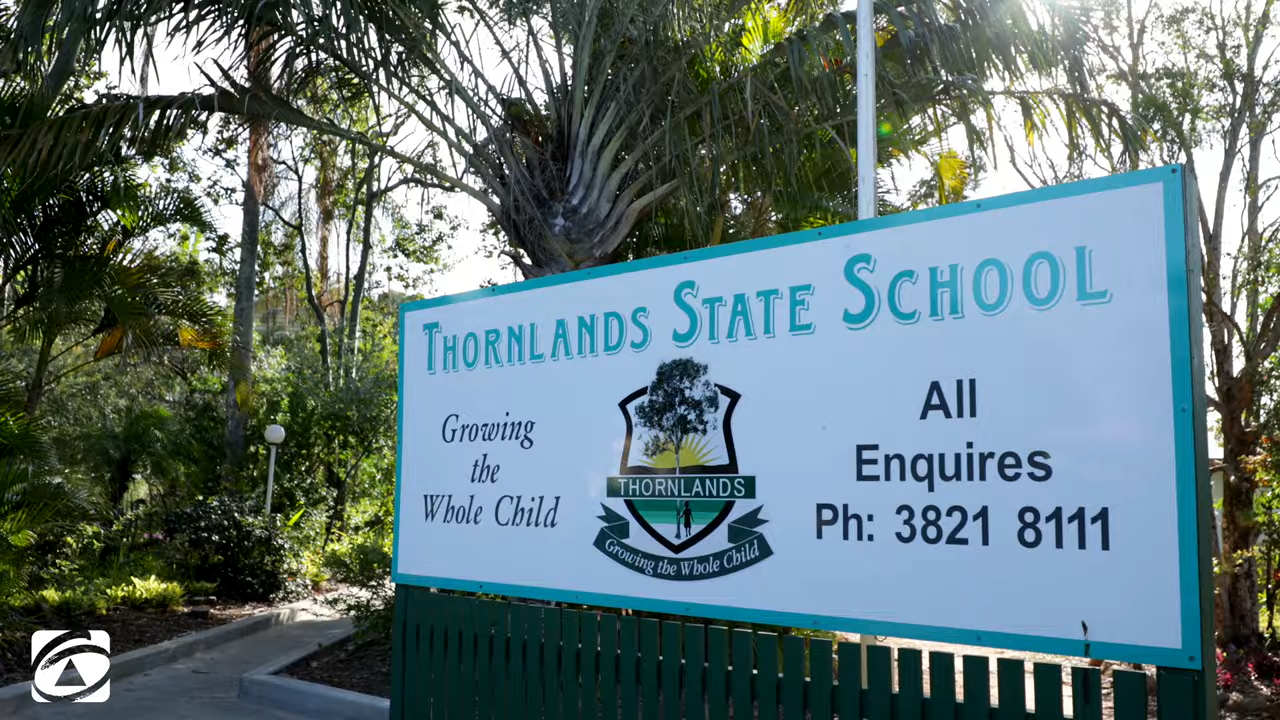 THORNLANDS STATE SCHOOL
Growing
the
Whole Child
THORNLANDS
Growing the Whole Child
All
Enquires
Ph: 3821 8111